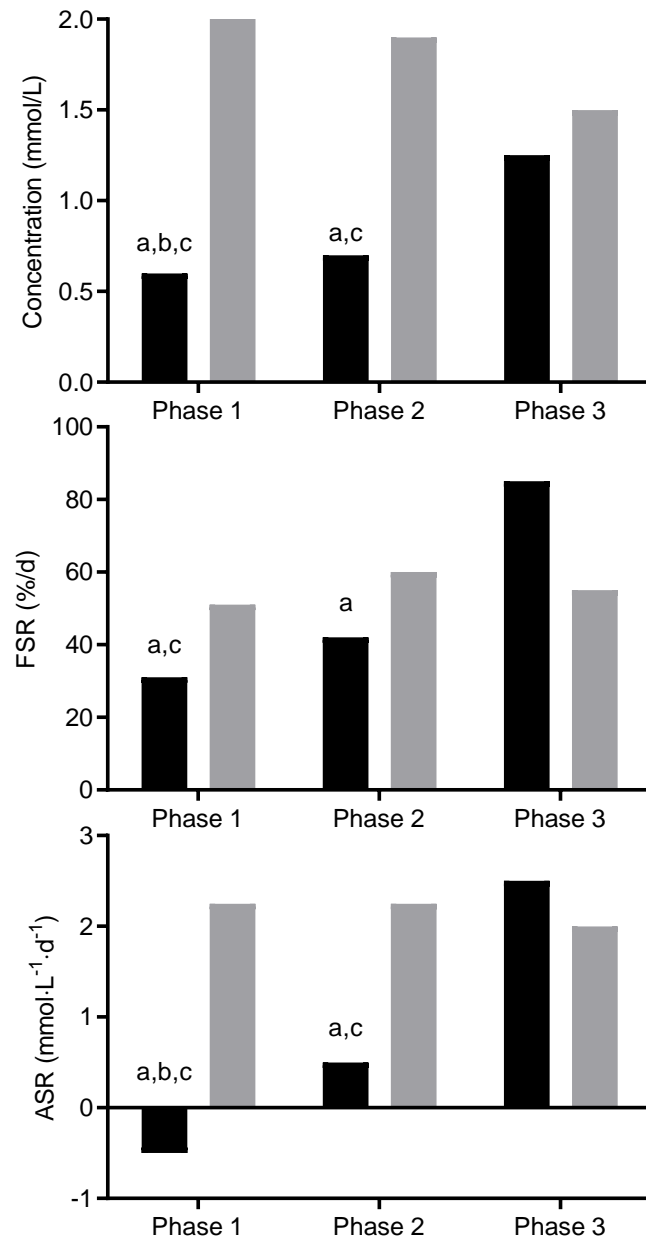 Concentration (mmol/L)
2.0
1.5
1.0
0.5
0.0
a,b,c
a,c
Phase 1 Phase 2 Phase 3
FSR (%/d)
100
80
60
40
20
0
a,c
a
Phase 1 Phase 2 Phase 3
ASR (mmol·L⁻¹·d⁻¹)
3
2
1
0
-1
a,b,c
a,c
Phase 1 Phase 2 Phase 3